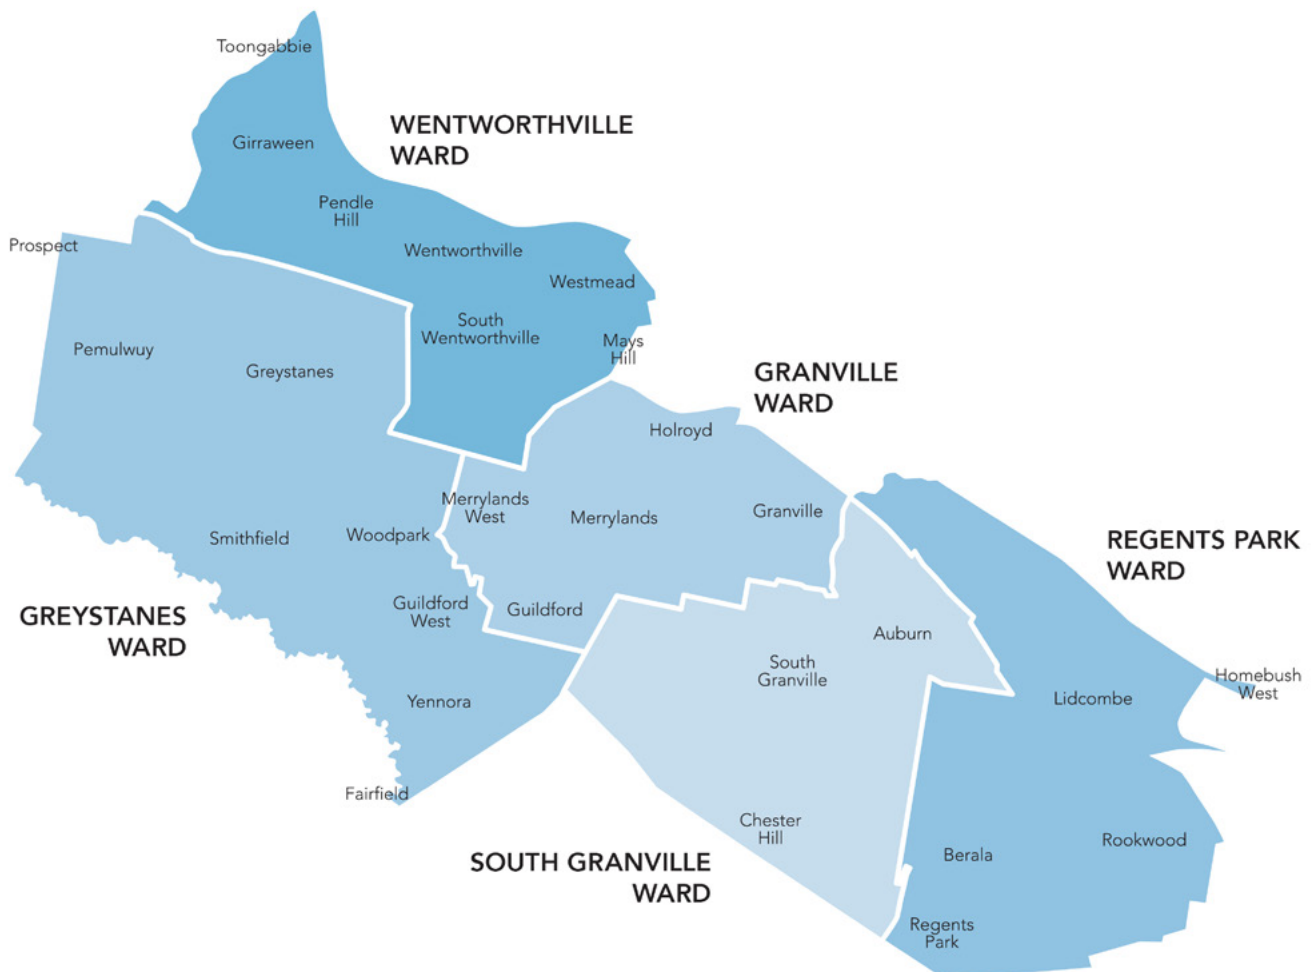 Toongabbie
WENTWORTHVILLE
WARD
Girraween
Pendle
Hill
Prospect
Wentworthville
Westmead
South
Wentworthville
Mays
Hill
Pemulwuy
Greystanes
GRANVILLE
WARD
Holroyd
Merrylands
West
Merrylands
Granville
Smithfield
Woodpark
REGENTS PARK
WARD
GREYSTANES
WARD
Guildford
West
Guildford
Auburn
South
Granville
Homebush
West
Yennora
Lidcombe
Fairfield
Chester
Hill
SOUTH GRANVILLE
WARD
Berala
Rookwood
Regents
Park